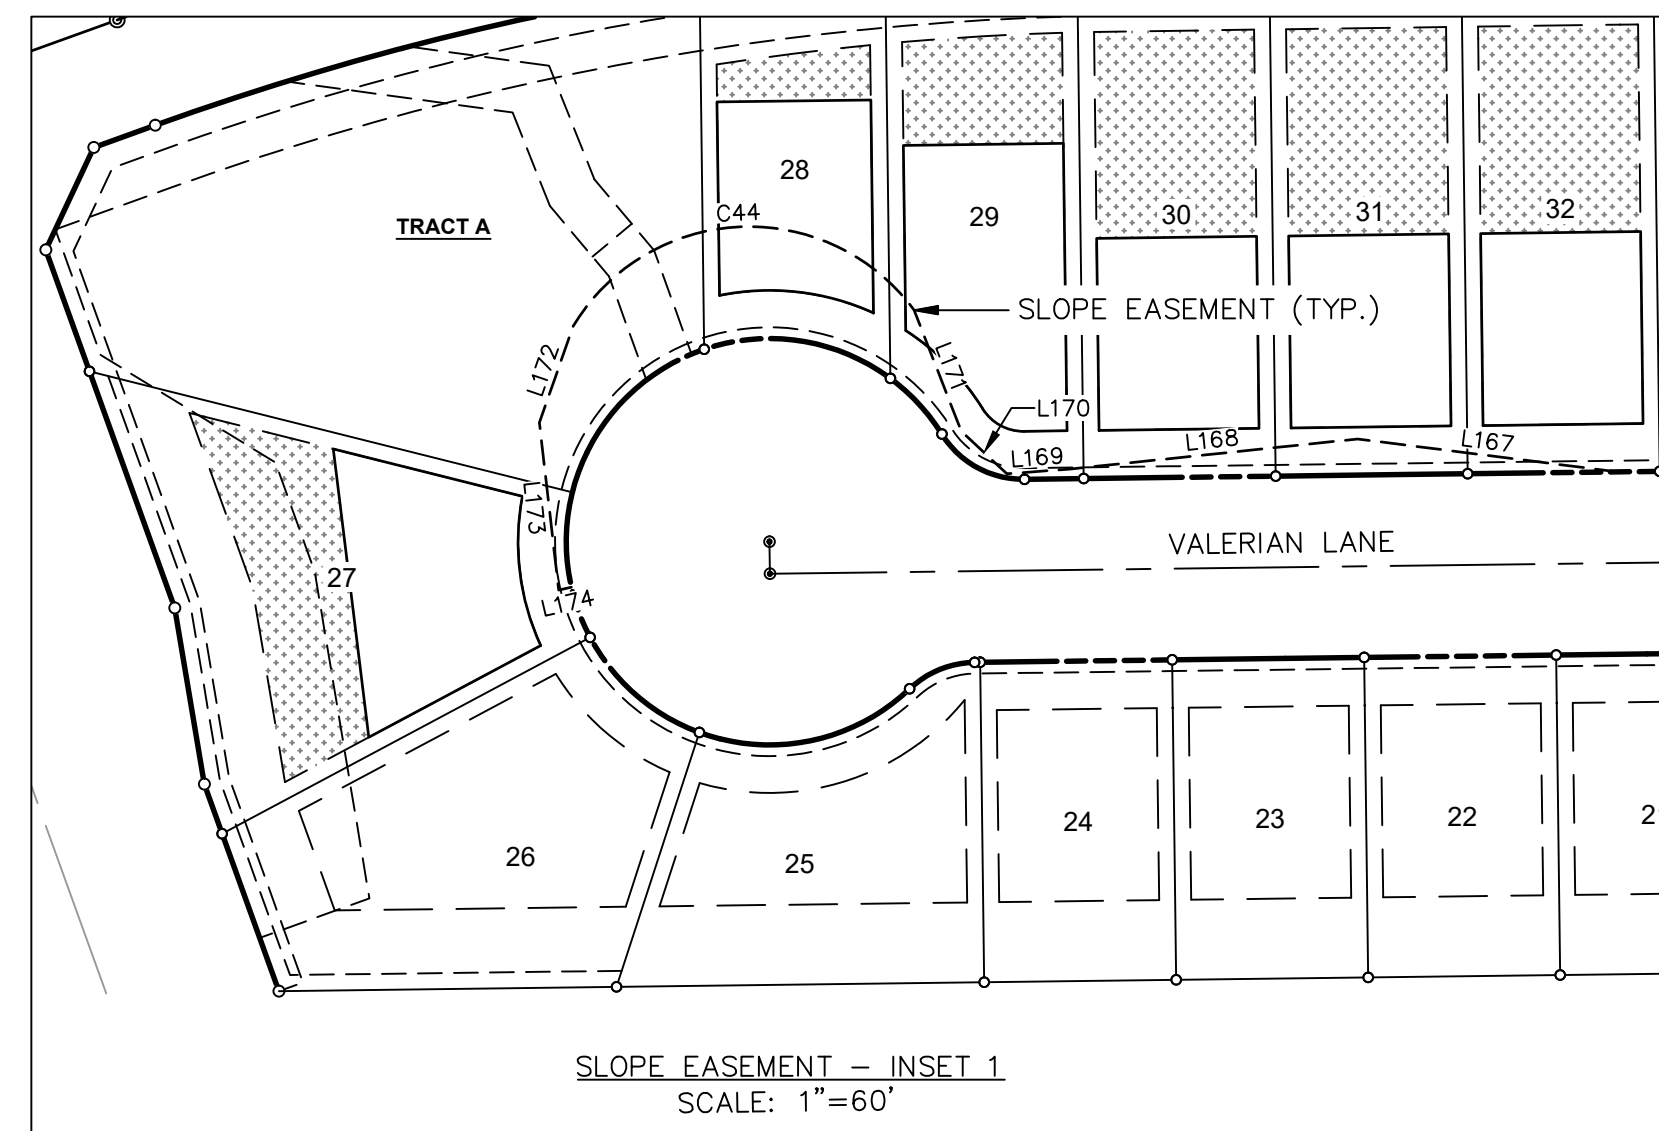 28
C44
TRACT A
29
30
31
32
SLOPE EASEMENT (TYP.)
L172
L171
L170
L169
L168
L167
L173
VALERIAN LANE
27
L174
24
23
22
26
25
SLOPE EASEMENT – INSET 1
SCALE: 1"=60'